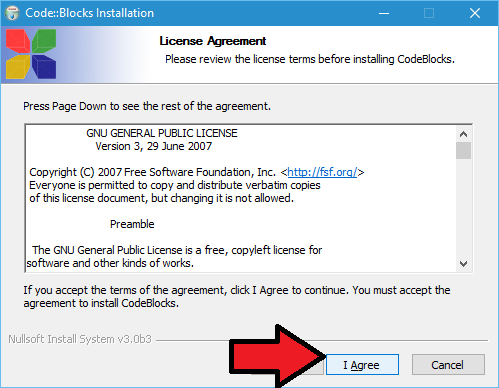 Code::Blocks Installation
License Agreement
Please review the license terms before installing CodeBlocks.
Press Page Down to see the rest of the agreement.
GNU GENERAL PUBLIC LICENSE
Version 3, 29 June 2007
Copyright (C) 2007 Free Software Foundation, Inc. <http://fsf.org/>
Everyone is permitted to copy and distribute verbatim copies
of this license document, but changing it is not allowed.
Preamble
The GNU General Public License is a free, copyleft license for
software and other kinds of works.
If you accept the terms of the agreement, click I Agree to continue. You must accept the
agreement to install CodeBlocks.
Nullsoft Install System v3.0b3
I Agree
Cancel